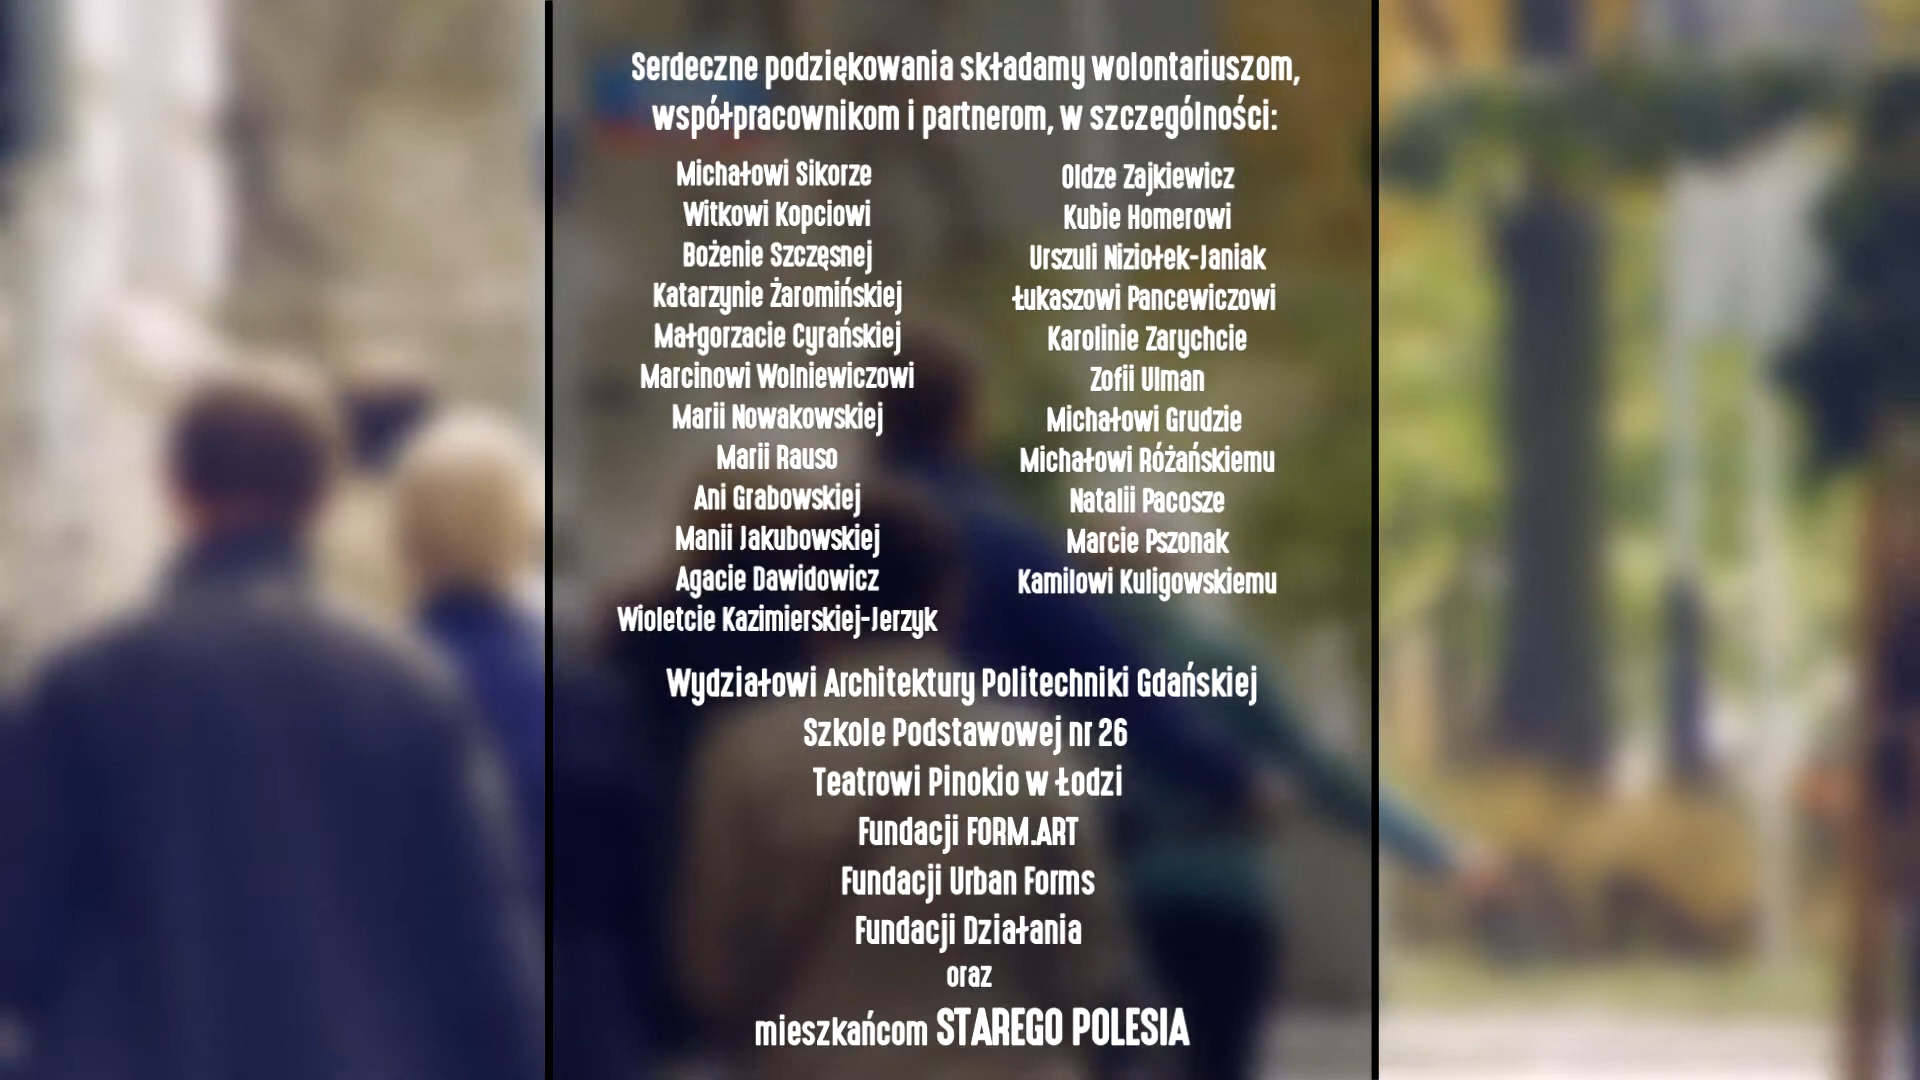 Serdeczne podziękowania składamy wolontariuszom,
współpracownikom i partnerom, w szczególności:
Michałowi Sikorze
Witkowi Kopciowi
Bożenie Szczęsnej
Katarzynie Żaromińskiej
Małgorzacie Cyrańskiej
Marcinowi Wolniewiczowi
Marii Nowakowskiej
Marii Rauso
Ani Grabowskiej
Manii Jakubowskiej
Agacie Dawidowicz
Wioletcie Kazimierskiej-Jerzyk
Oldze Zajkiewicz
Kubie Homerowi
Urszuli Niziołek-Janiak
Łukaszowi Pancewiczowi
Karolinie Zarychcie
Zofii Ulman
Michałowi Grudzie
Michałowi Różańskiemu
Natalii Pacosze
Marcie Pszonak
Kamilowi Kuligowskiemu
Wydziałowi Architektury Politechniki Gdańskiej
Szkole Podstawowej nr 26
Teatrowi Pinokio w Łodzi
Fundacji FORM.ART
Fundacji Urban Forms
Fundacji Działania
oraz
mieszkańcom STAREGO POLESIA